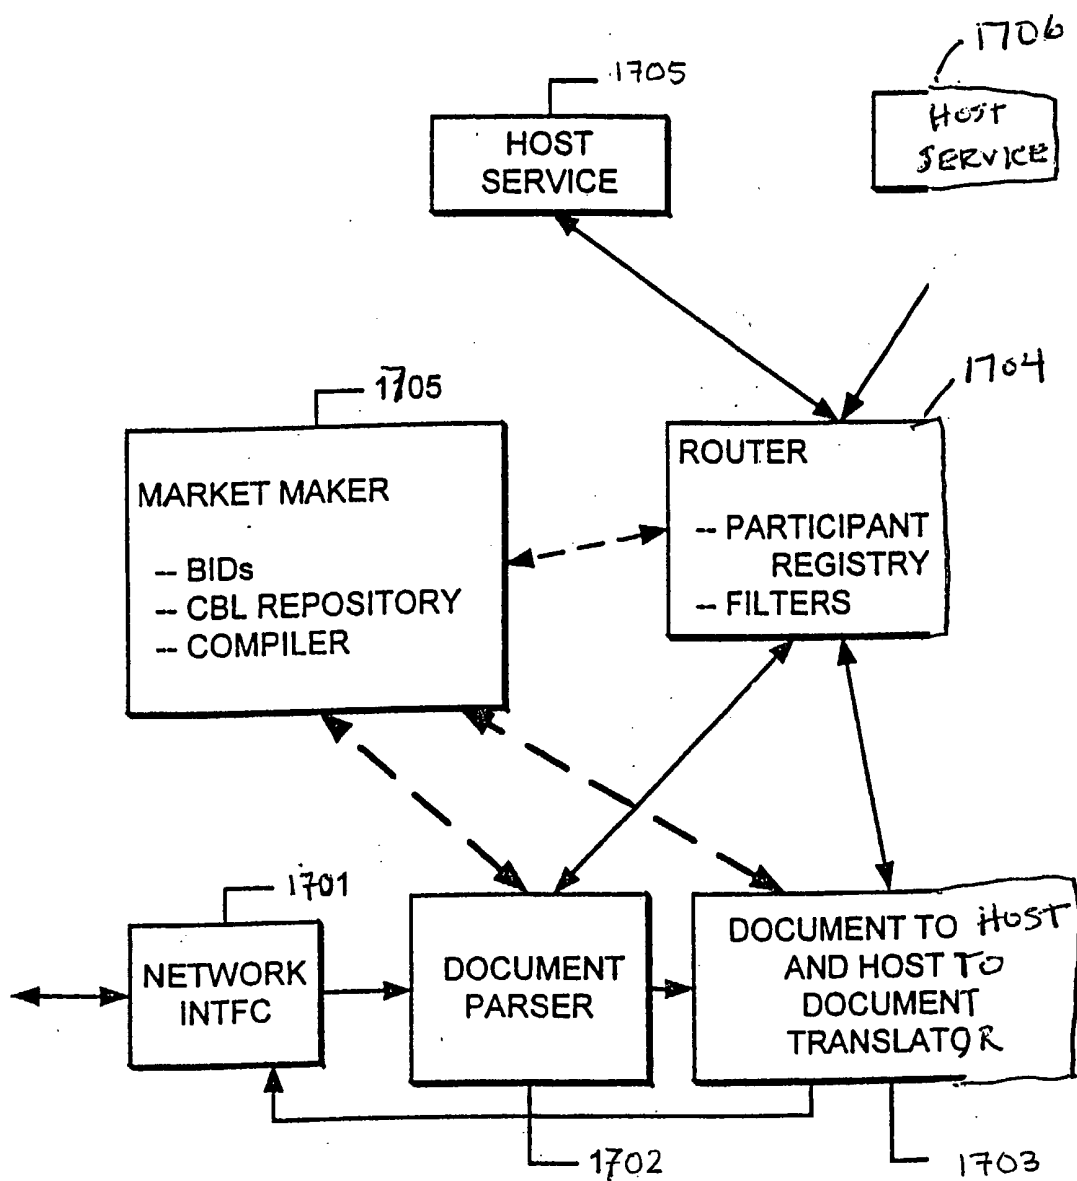 1706
1705
HOST
SERVICE
HOST
SERVICE
1705
1704
MARKET MAKER
-- BIDs
-- CBL REPOSITORY
-- COMPILER
ROUTER
-- PARTICIPANT
REGISTRY
-- FILTERS
1701
NETWORK
INTFC
DOCUMENT
PARSER
DOCUMENT TO HOST
AND HOST TO
DOCUMENT
TRANSLATOR
1702
1703